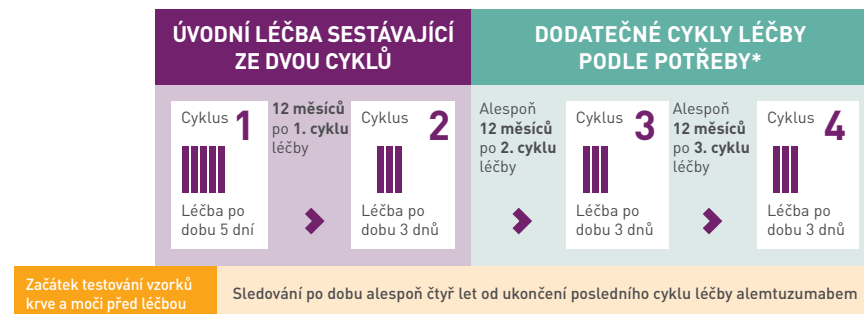 ÚVODNÍ LÉČBA SESTÁVAJÍCÍ
ZE DVOU CYKLŮ
DODATEČNÉ CYKLY LÉČBY
PODLE POTŘEBY*
Cyklus 1
Léčba po
dobu 5 dní
12 měsíců
po 1. cyklu
léčby
Cyklus 2
Léčba po
dobu 3 dnů
Alespoň
12 měsíců
po 2. cyklu
léčby
Cyklus 3
Léčba po
dobu 3 dnů
Alespoň
12 měsíců
po 3. cyklu
léčby
Cyklus 4
Léčba po
dobu 3 dnů
Začátek testování vzorků
krve a moči před léčbou
Sledování po dobu alespoň čtyř let od ukončení posledního cyklu léčby alemtuzumabem